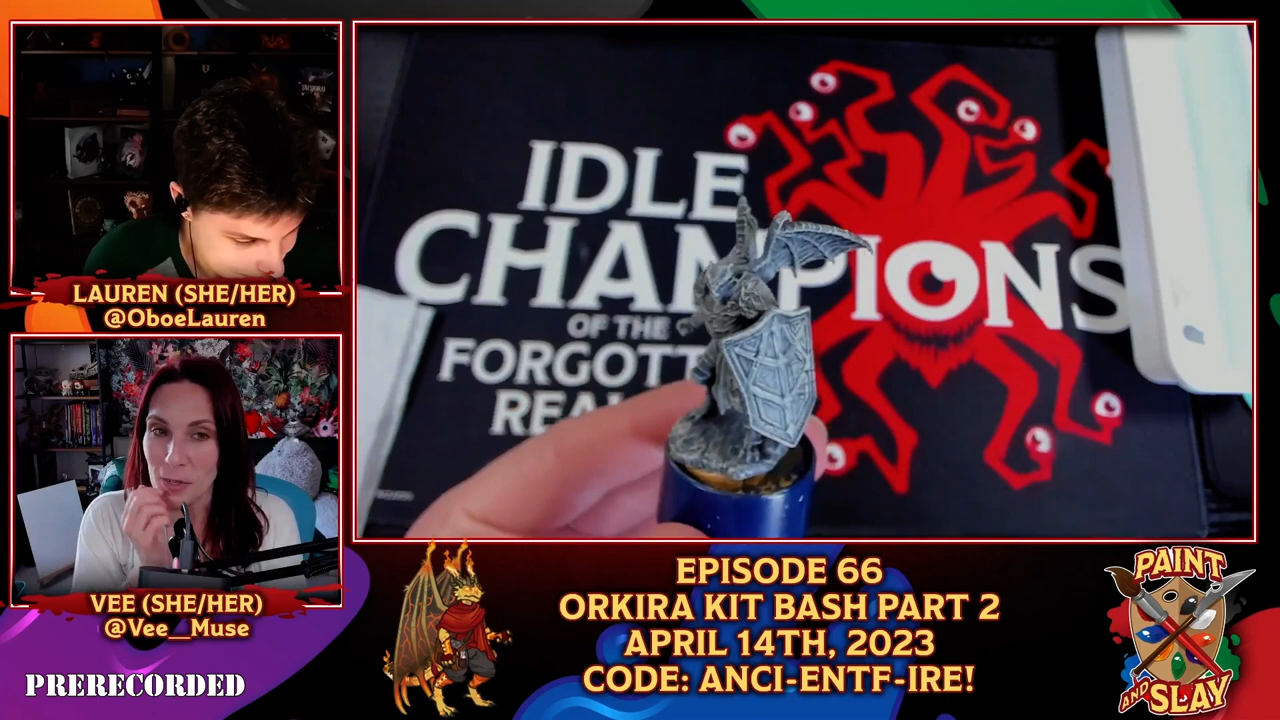 LAUREN (SHE/HER)
@OboeLauren
VEE (SHE/HER)
@Vee__Muse
PRERECORDED
IDLE
CHAMPIONS
OF THE
FORGOTT
REAL
EPISODE 66
ORKIRA KIT BASH PART 2
APRIL 14TH, 2023
CODE: ANCI-ENTF-IRE!
PAINT
AND SLAY